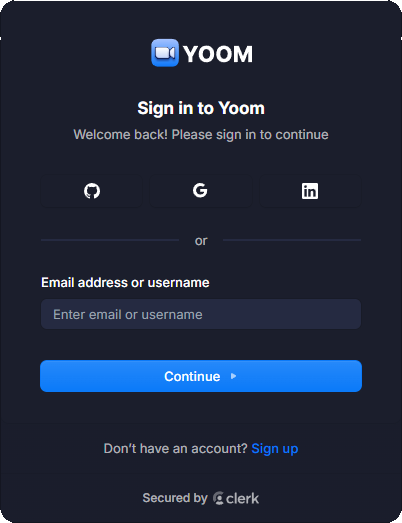 YOOM
Sign in to Yoom
Welcome back! Please sign in to continue
or
Email address or username
Enter email or username
Continue
Don't have an account? Sign up
Secured by clerk